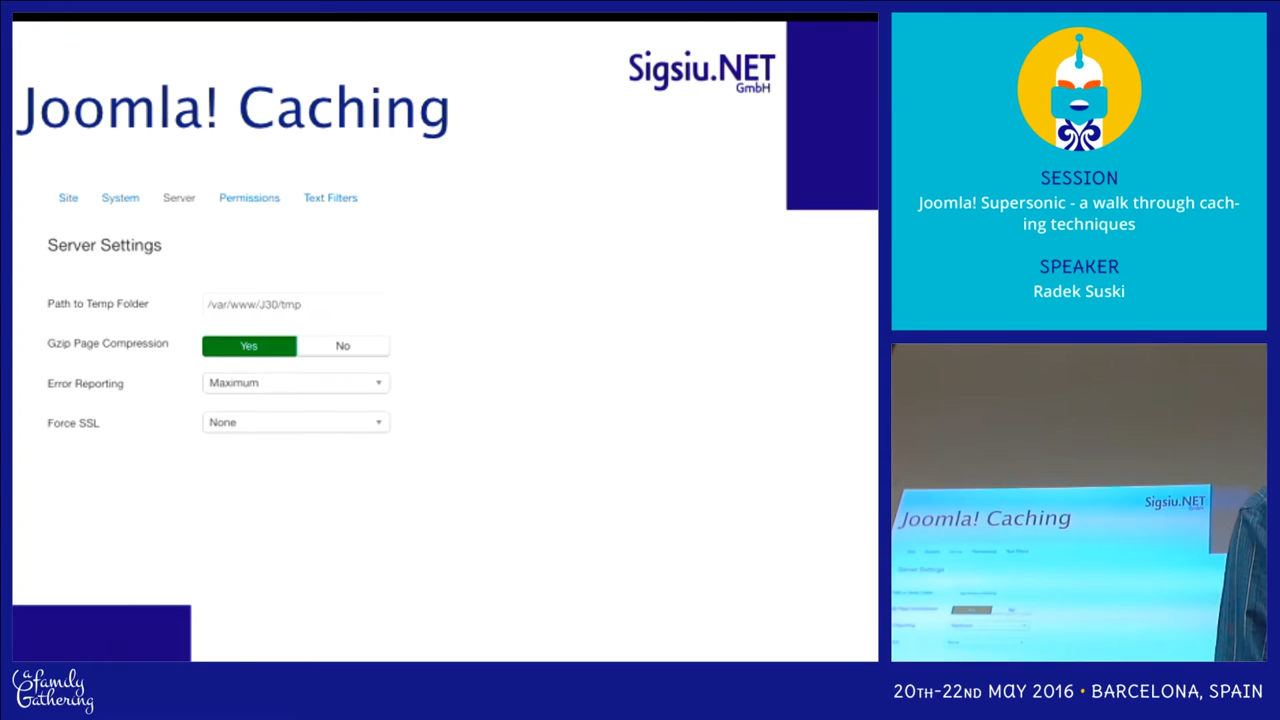 Sigsiu.NET
GmbH
Joomla! Caching
Site System Server Permissions Text Filters
Server Settings
Path to Temp Folder /var/www/J30/tmp
Gzip Page Compression Yes No
Error Reporting Maximum
Force SSL None
SESSION
Joomla! Supersonic - a walk through cach-
ing techniques
SPEAKER
Radek Suski
Sigsiu.NET
Joomla! Caching
Server Settings
a family
Gathering
20TH-22ND MAY 2016 • BARCELONA, SPAIN